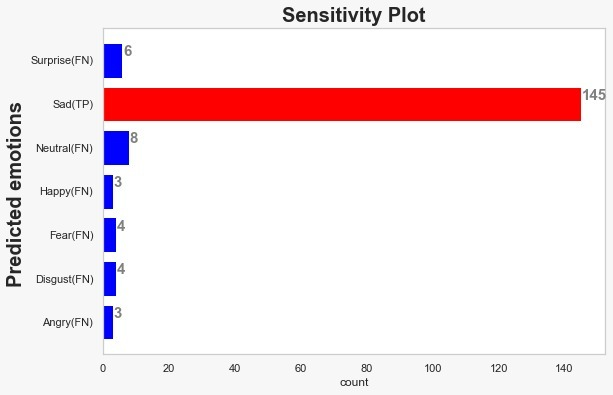 Sensitivity Plot
Predicted emotions
Surprise(FN)
6
Sad(TP)
145
Neutral(FN)
8
Happy(FN)
3
Fear(FN)
4
Disgust(FN)
4
Angry(FN)
3
0 20 40 60 80 100 120 140
count